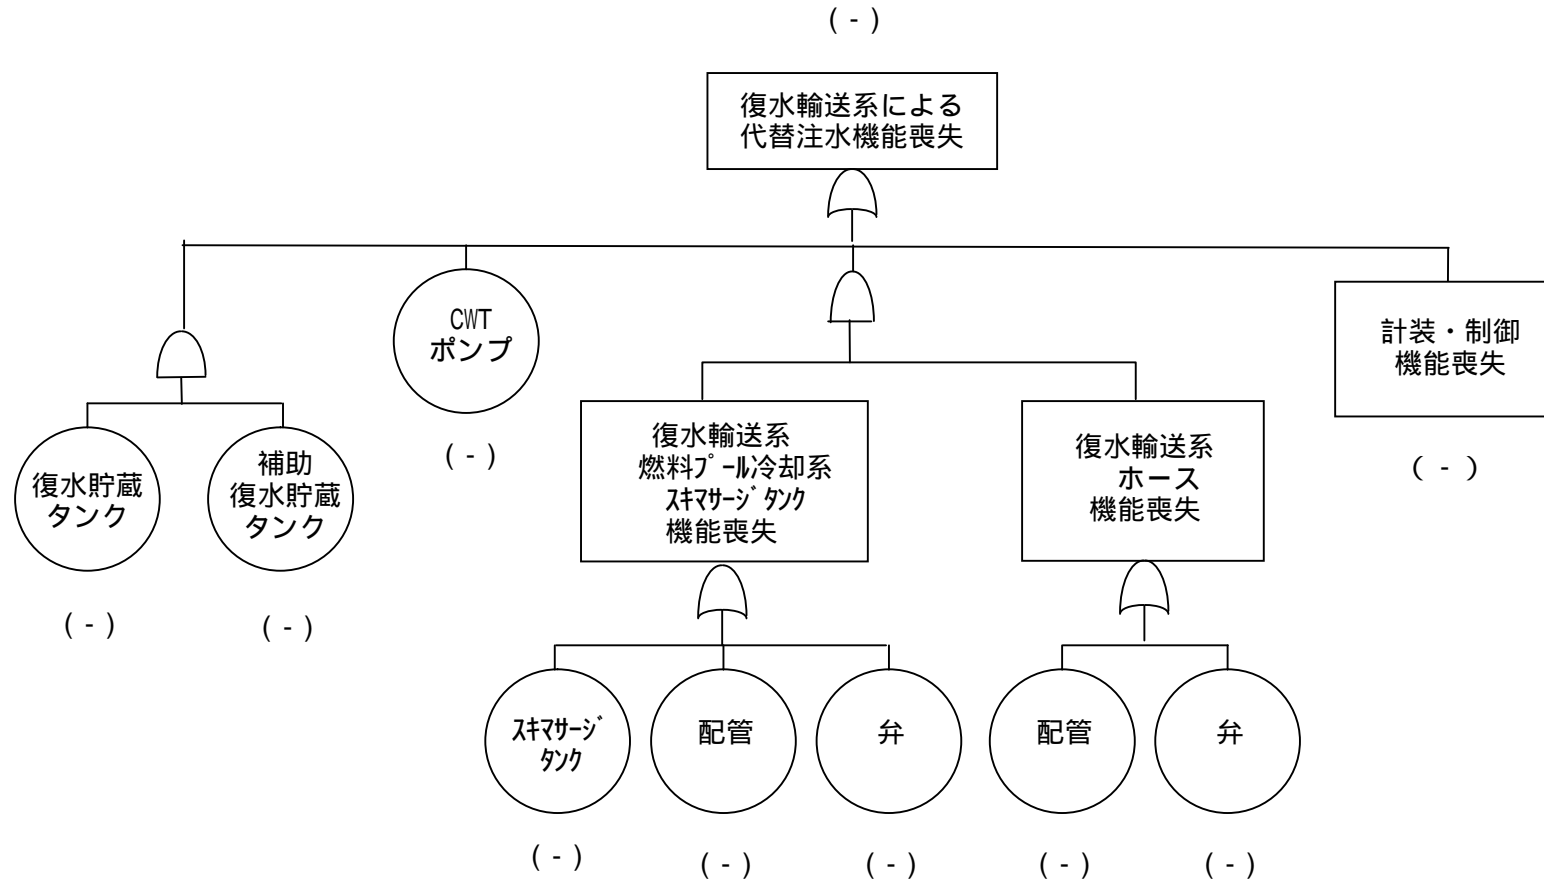 ( - )
復水輸送系による
代替注水機能喪失
CWT
ポンプ
( - )
計装・制御
機能喪失
( - )
復水貯蔵
タンク
( - )
補助
復水貯蔵
タンク
( - )
復水輸送系
燃料ﾌﾟｰﾙ冷却系
ｽｷﾏサｰｼﾞﾀﾝｸ
機能喪失
復水輸送系
ホース
機能喪失
ｽｷﾏサｰｼﾞ
ﾀﾝｸ
( - )
配管
( - )
弁
( - )
配管
( - )
弁
( - )